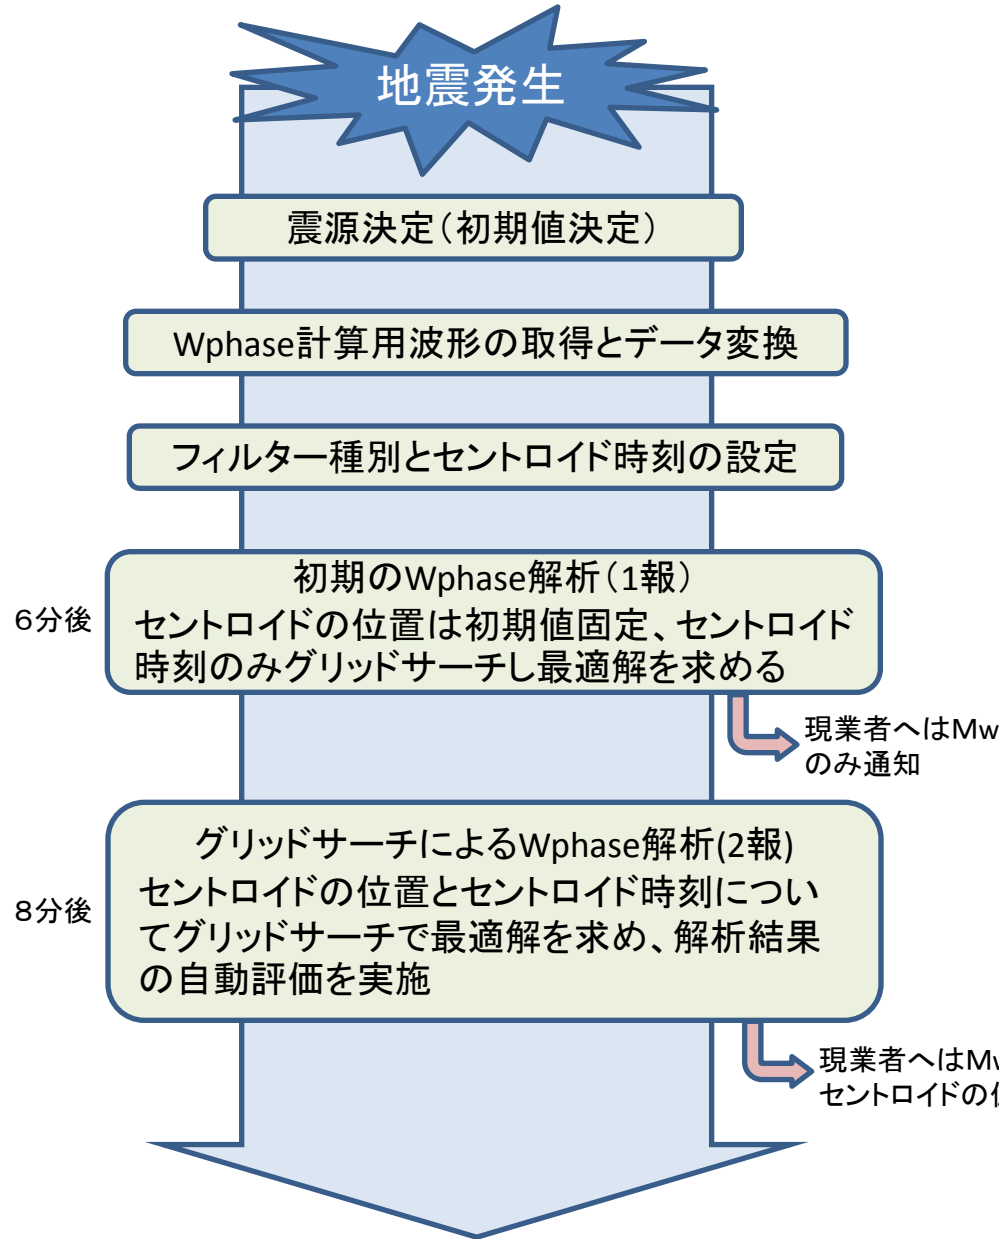 地震発生
震源決定（初期値決定）
Wphase計算用波形の取得とデータ変換
フィルター種別とセントロイド時刻の設定
６分後
初期のWphase解析（1報）
セントロイドの位置は初期値固定、セントロイド
時刻のみグリッドサーチし最適解を求める
現業者へはMw
のみ通知
８分後
グリッドサーチによるWphase解析(2報)
セントロイドの位置とセントロイド時刻につい
てグリッドサーチで最適解を求め、解析結果
の自動評価を実施
現業者へはM
セントロイドの